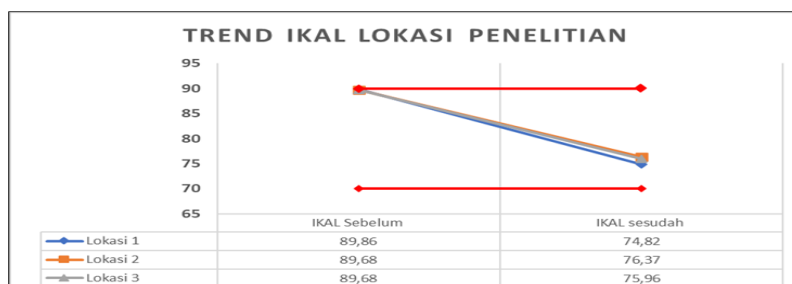 TREND IKAL LOKASI PENELITIAN
95
90
85
80
75
70
65
IKAL Sebelum IKAL sesudah
Lokasi 1 89,86 74,82
Lokasi 2 89,68 76,37
Lokasi 3 89,68 75,96